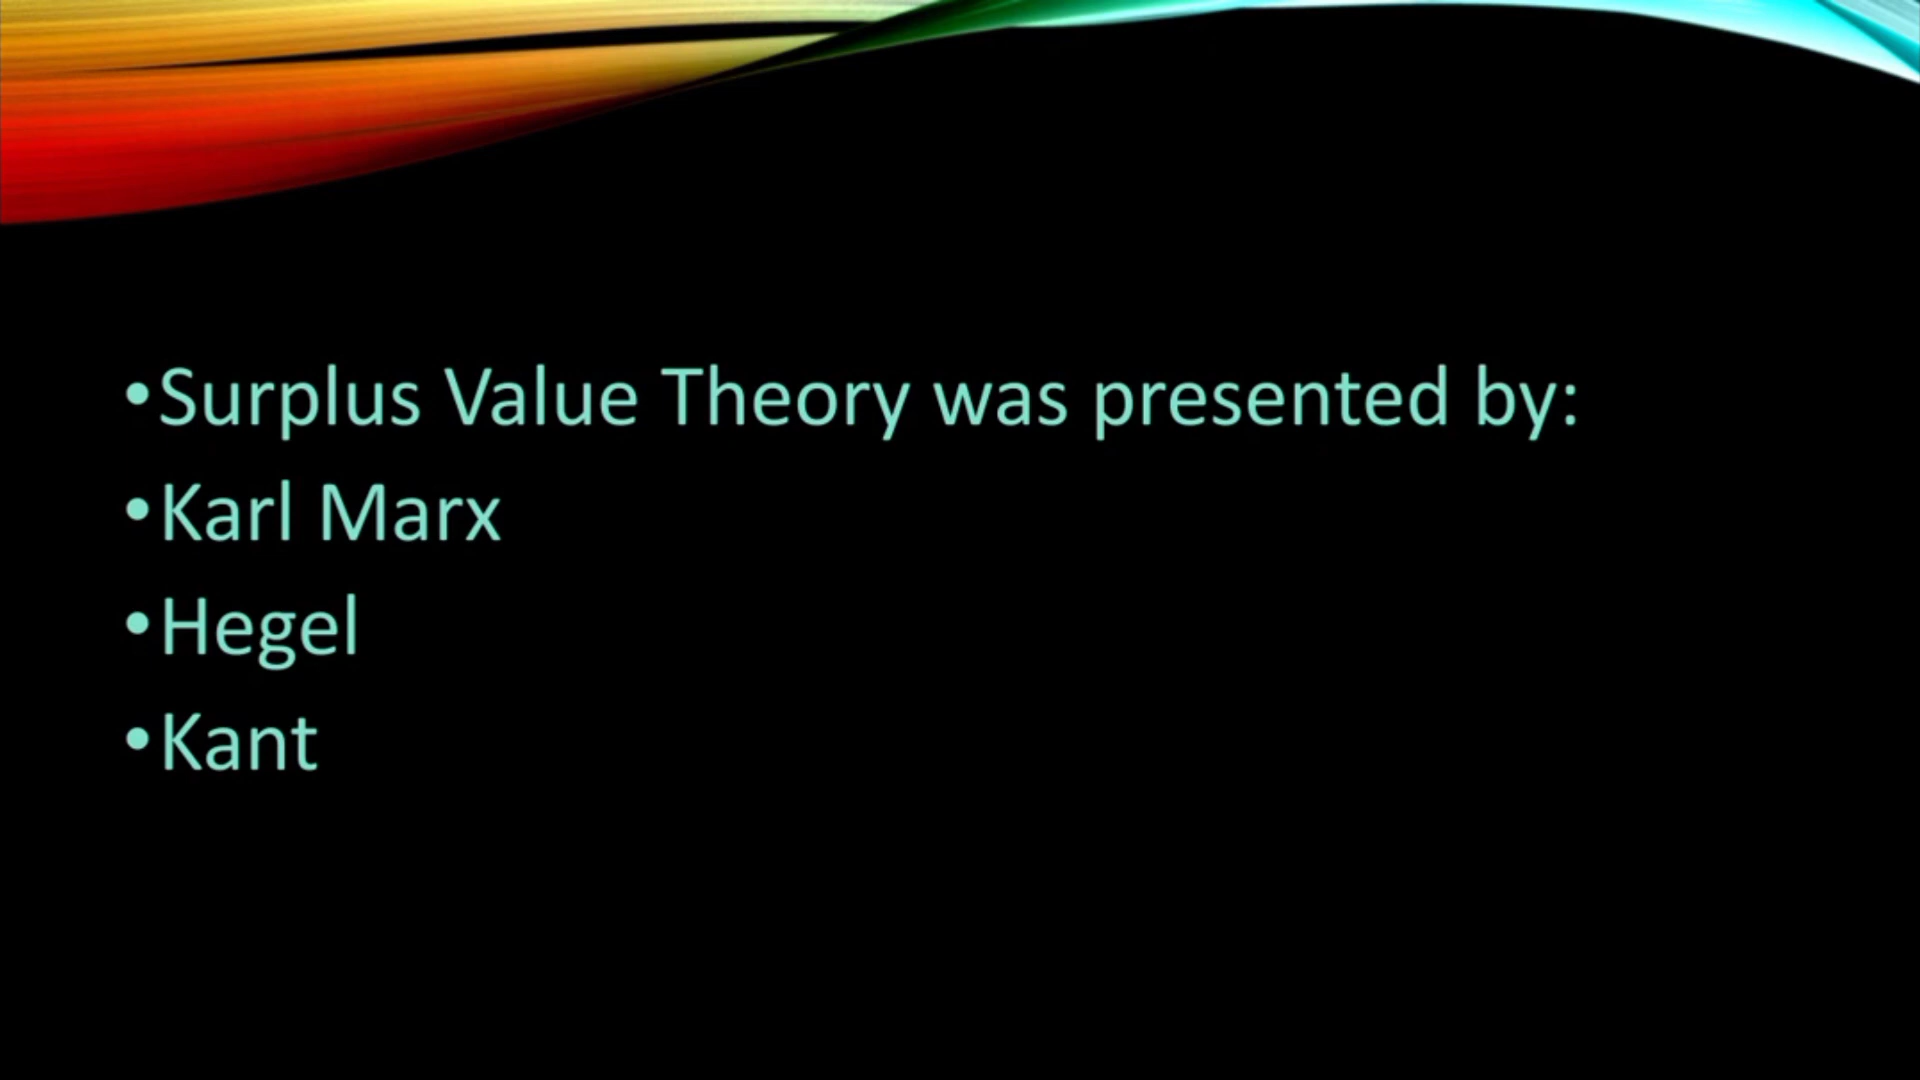 •Surplus Value Theory was presented by:
•Karl Marx
•Hegel
•Kant